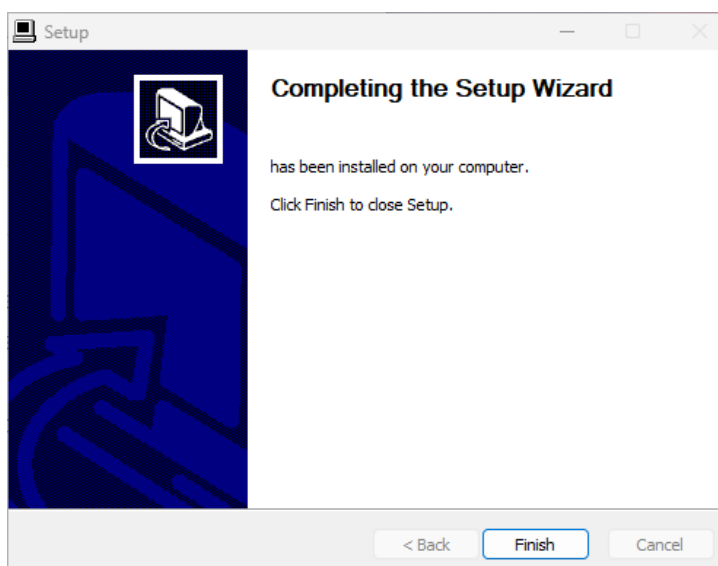 Setup
Completing the Setup Wizard
has been installed on your computer.
Click Finish to close Setup.
< Back
Finish
Cancel